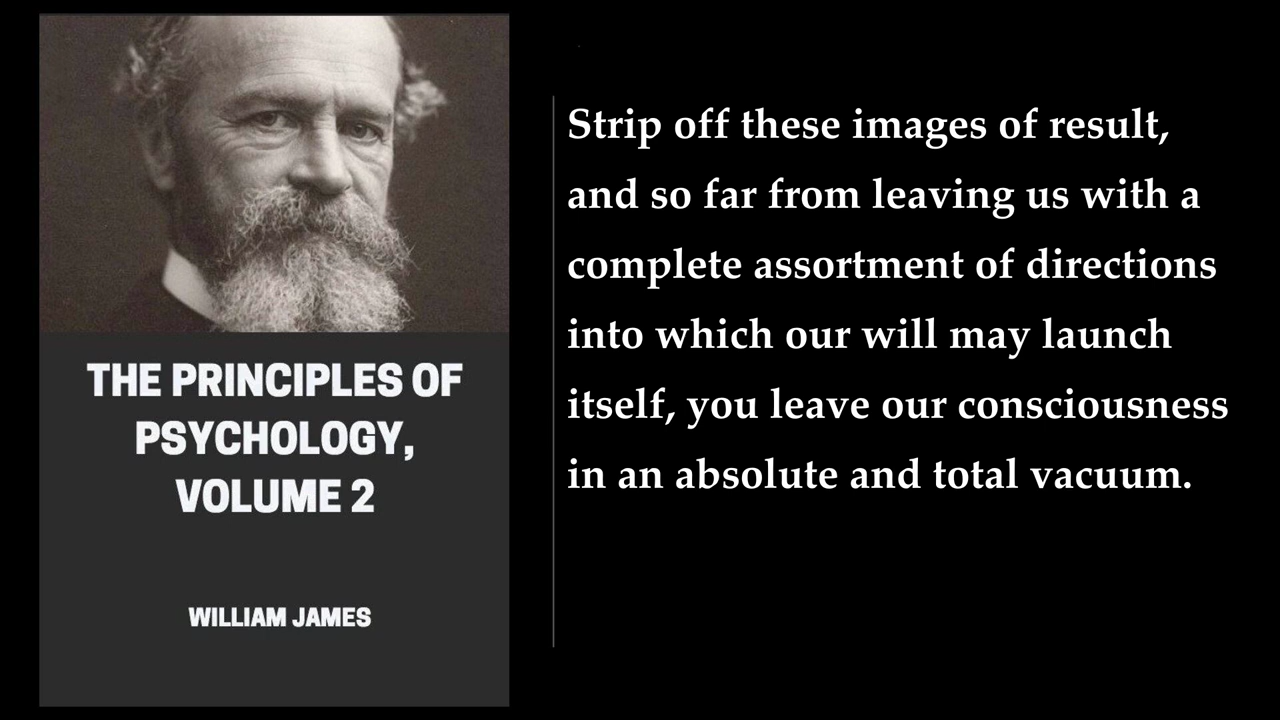 THE PRINCIPLES OF
PSYCHOLOGY,
VOLUME 2
WILLIAM JAMES
Strip off these images of result,
and so far from leaving us with a
complete assortment of directions
into which our will may launch
itself, you leave our consciousness
in an absolute and total vacuum.